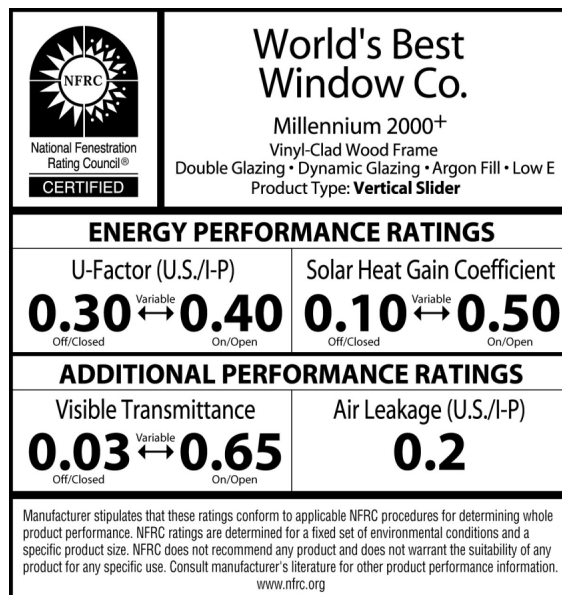 NFRC
National Fenestration
Rating Council®
CERTIFIED
World's Best
Window Co.
Millennium 2000+
Vinyl-Clad Wood Frame
Double Glazing • Dynamic Glazing • Argon Fill • Low E
Product Type: Vertical Slider
ENERGY PERFORMANCE RATINGS
U-Factor (U.S./I-P)
0.30 Variable ↔ 0.40
Off/Closed On/Open
Solar Heat Gain Coefficient
0.10 Variable ↔ 0.50
Off/Closed On/Open
ADDITIONAL PERFORMANCE RATINGS
Visible Transmittance
0.03 Variable ↔ 0.65
Off/Closed On/Open
Air Leakage (U.S./I-P)
0.2
Manufacturer stipulates that these ratings conform to applicable NFRC procedures for determining whole
product performance. NFRC ratings are determined for a fixed set of environmental conditions and a
specific product size. NFRC does not recommend any product and does not warrant the suitability of any
product for any specific use. Consult manufacturer's literature for other product performance information.
www.nfrc.org